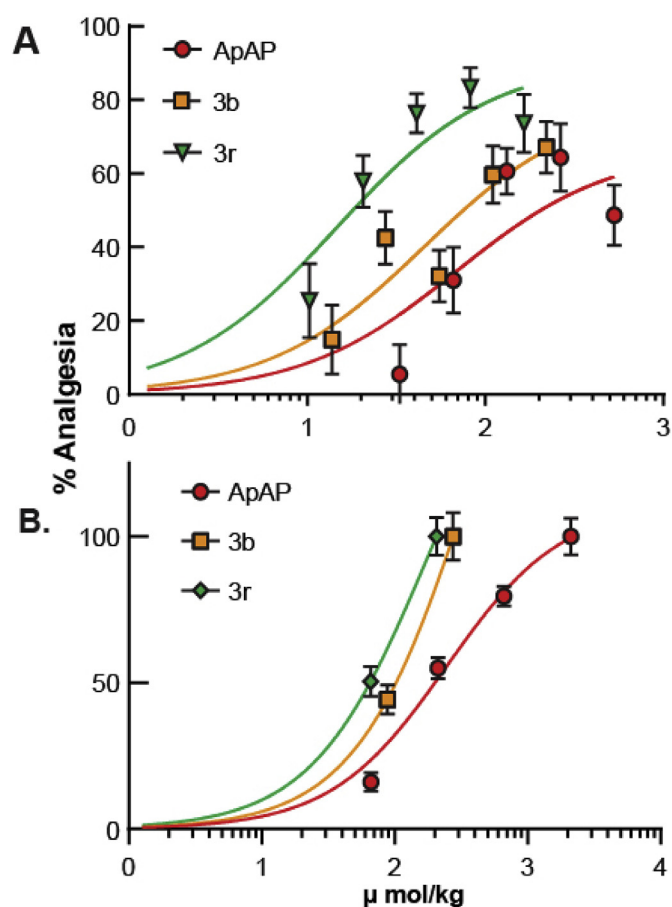 A
ApAP
3b
3r
100
80
60
40
20
0
0 1 2 3
% Analgesia
B.
ApAP
3b
3r
100
50
0
0 1 2 3 4
μ mol/kg